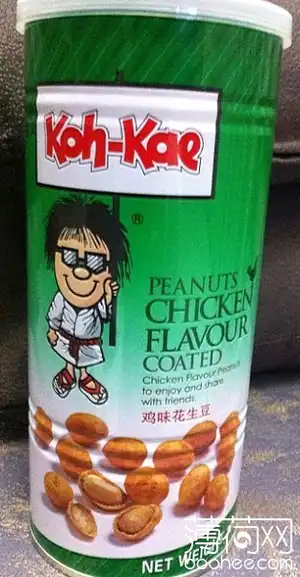 Koh-Kae
®
PEANUTS
CHICKEN
FLAVOUR
COATED
Chicken Flavour Peanuts
to enjoy and share
with friends.
鸡味花生豆
NET WE
薄荷网
boohee.com